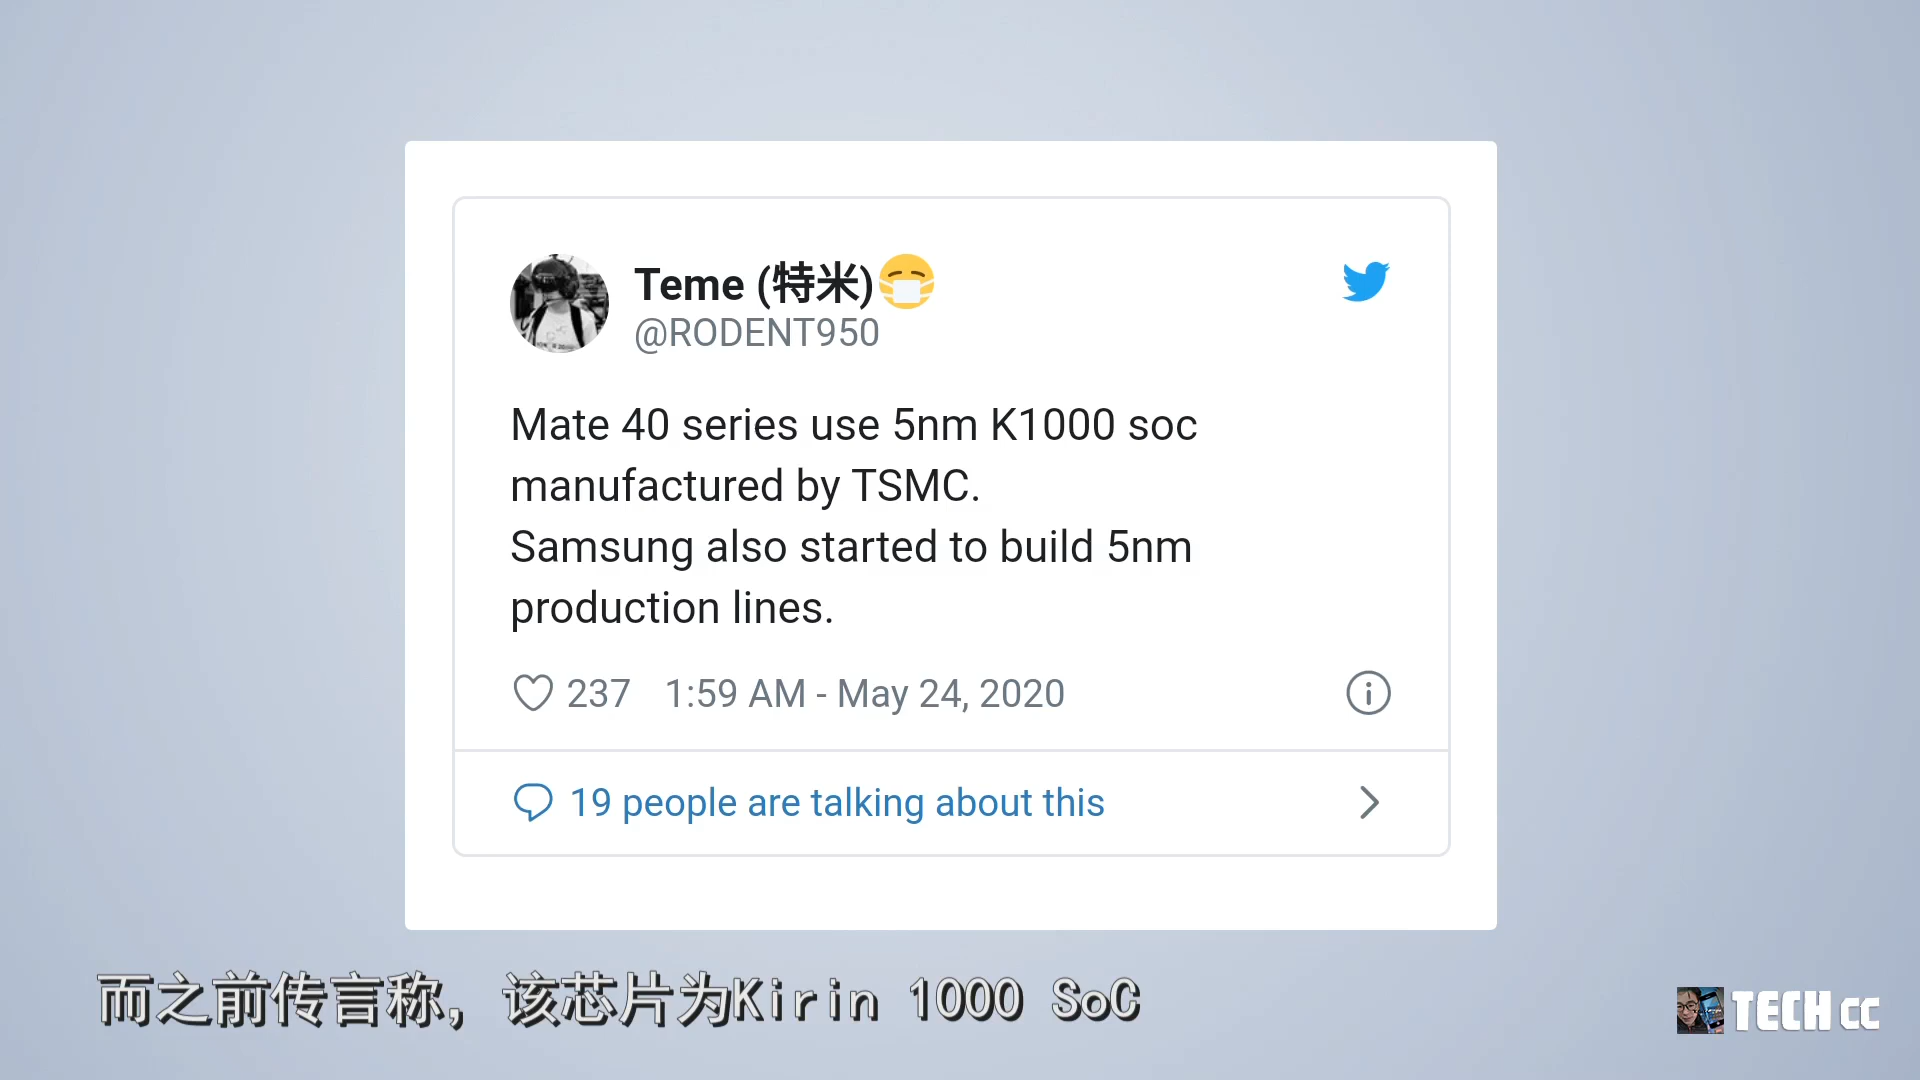 Teme (特米)😷
@RODENT950
Mate 40 series use 5nm K1000 soc
manufactured by TSMC.
Samsung also started to build 5nm
production lines.
237 1:59 AM - May 24, 2020
19 people are talking about this
而之前传言称，该芯片为Kirin 1000 SoC
TECH CC